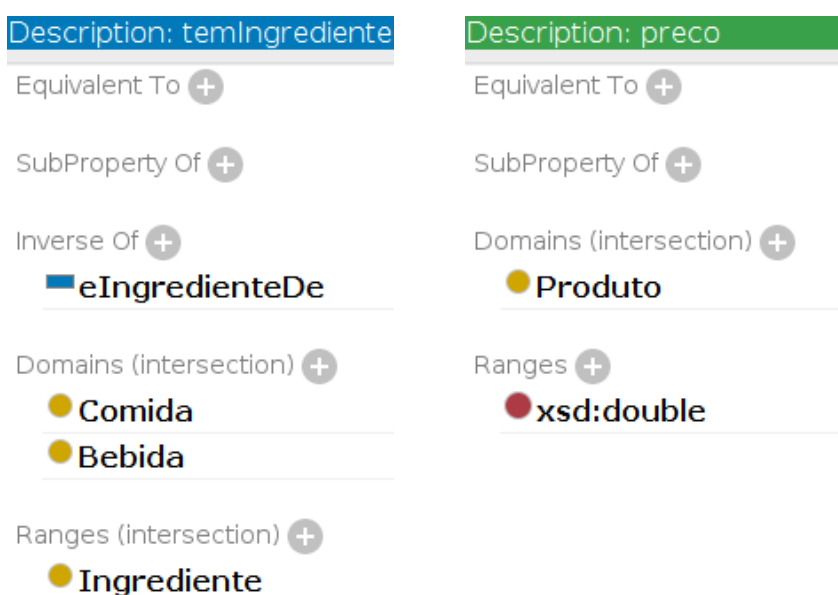 Description: temIngrediente
Equivalent To
SubProperty Of
Inverse Of
eIngredienteDe
Domains (intersection)
Comida
Bebida
Ranges (intersection)
Ingrediente
Description: preco
Equivalent To
SubProperty Of
Domains (intersection)
Produto
Ranges
xsd:double